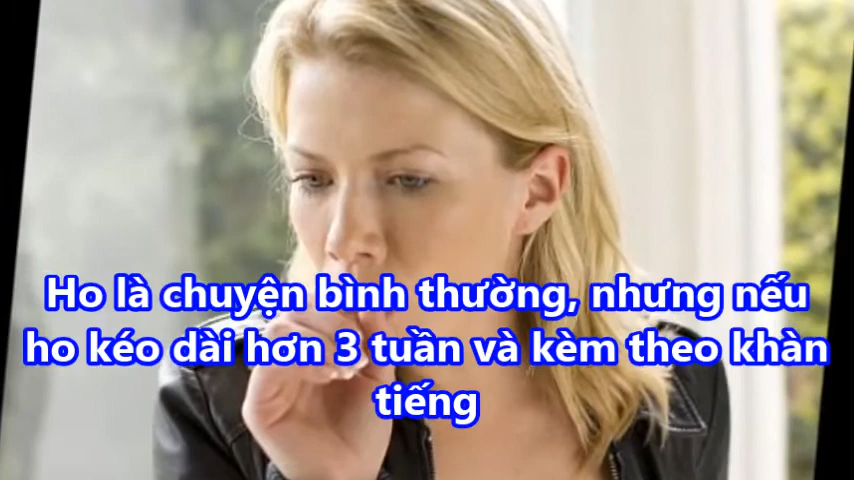 Ho là chuyện bình thường, nhưng nếu
ho kéo dài hơn 3 tuần và kèm theo khàn
tiếng